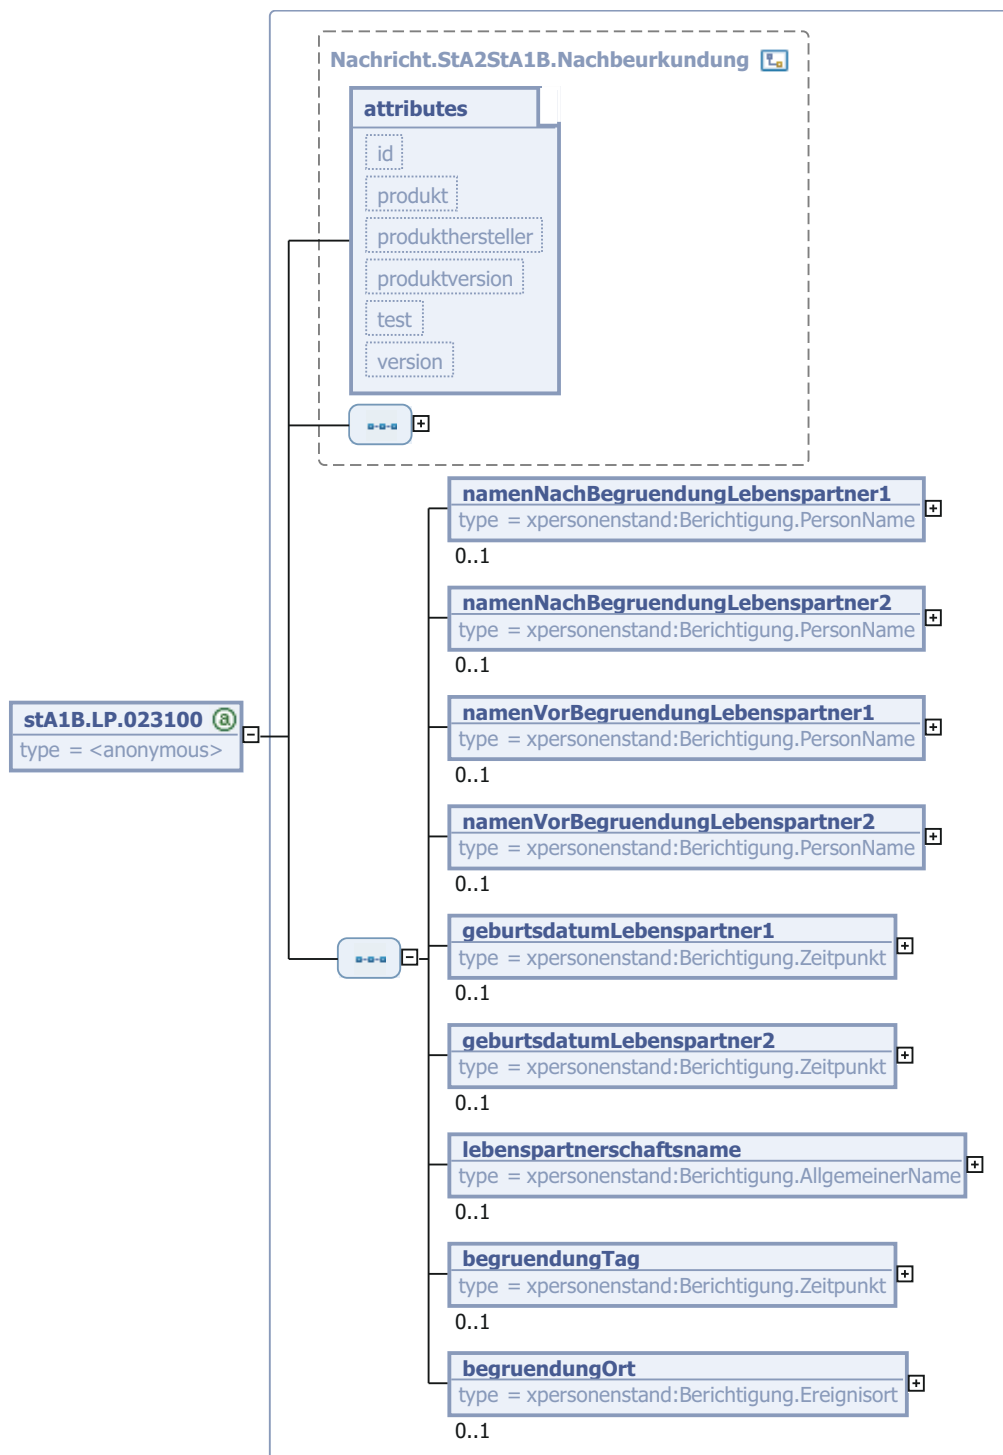 Nachricht.StA2StA1B.Nachbeurkundung
attributes
id
produkt
produkthersteller
produktversion
test
version
namenNachBegruendungLebenspartner1
type = xpersonenstand:Berichtigung.PersonName
0..1
namenNachBegruendungLebenspartner2
type = xpersonenstand:Berichtigung.PersonName
0..1
stA1B.LP.023100 a
type = <anonymous>
namenVorBegruendungLebenspartner1
type = xpersonenstand:Berichtigung.PersonName
0..1
namenVorBegruendungLebenspartner2
type = xpersonenstand:Berichtigung.PersonName
0..1
geburtsdatumLebenspartner1
type = xpersonenstand:Berichtigung.Zeitpunkt
0..1
geburtsdatumLebenspartner2
type = xpersonenstand:Berichtigung.Zeitpunkt
0..1
lebenspartnerschaftsname
type = xpersonenstand:Berichtigung.AllgemeinerName
0..1
begruendungTag
type = xpersonenstand:Berichtigung.Zeitpunkt
0..1
begruendungOrt
type = xpersonenstand:Berichtigung.Ereignisort
0..1